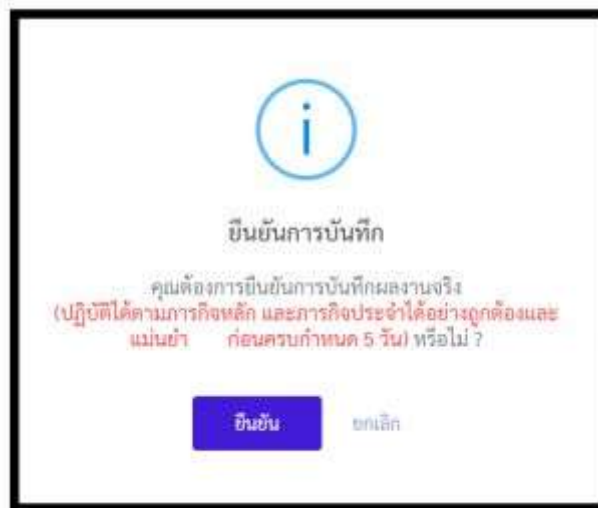 ยืนยันการบันทึก
คุณต้องการยืนยันการบันทึกผลงานจริง
(ปฏิบัติได้ตามภารกิจหลัก และภารกิจประจำได้อย่างถูกต้องและ
แม่นยำ ก่อนครบกำหนด 5 วัน) หรือไม่ ?
ยืนยัน ยกเลิก